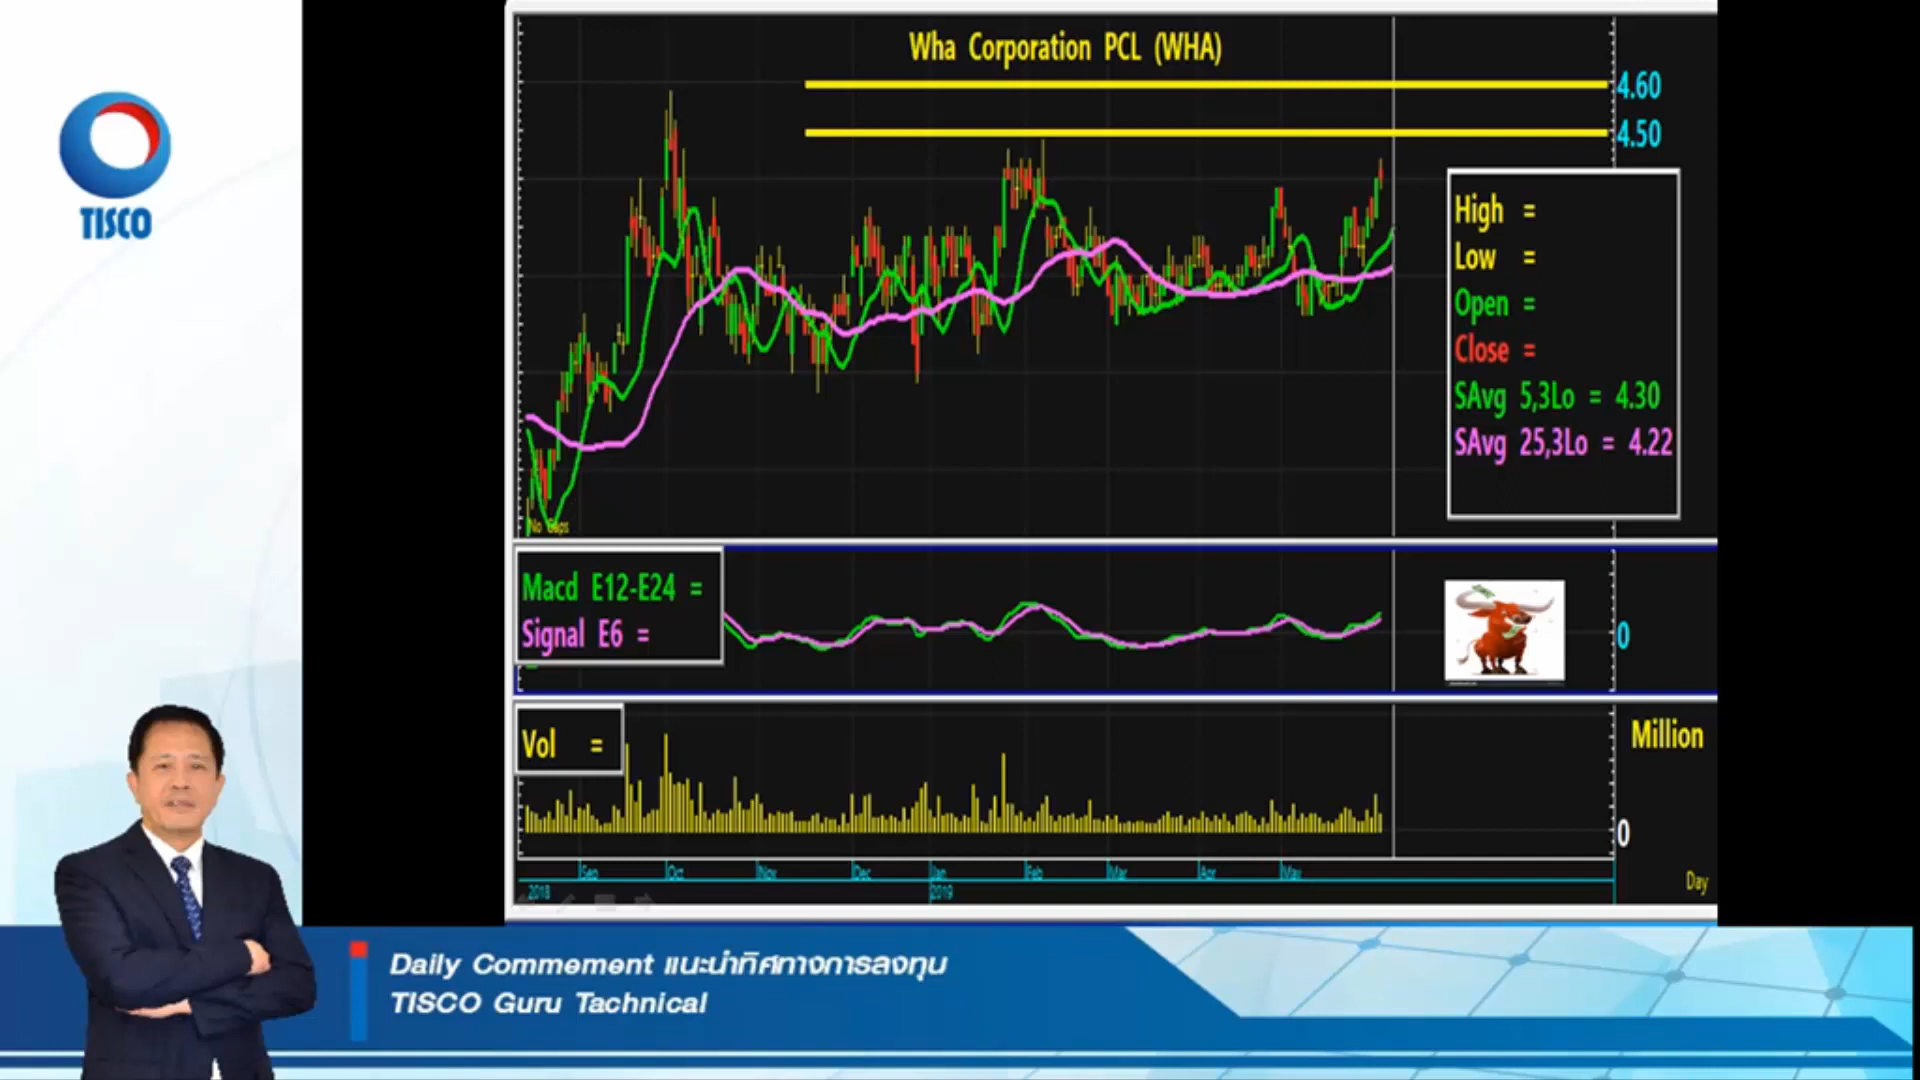 Wha Corporation PCL (WHA)
4.60
4.50
TISCO
High =
Low =
Open =
Close =
SAvg 5,3Lo = 4.30
SAvg 25,3Lo = 4.22
No Gaps
Macd E12-E24 =
Signal E6 =
0
Vol =
Million
0
Sep Oct Nov Dec Jan Feb Mar Apr May
2018 2019
Day
Daily Commement แนะนำทิศทางการลงทุน
TISCO Guru Tachnical